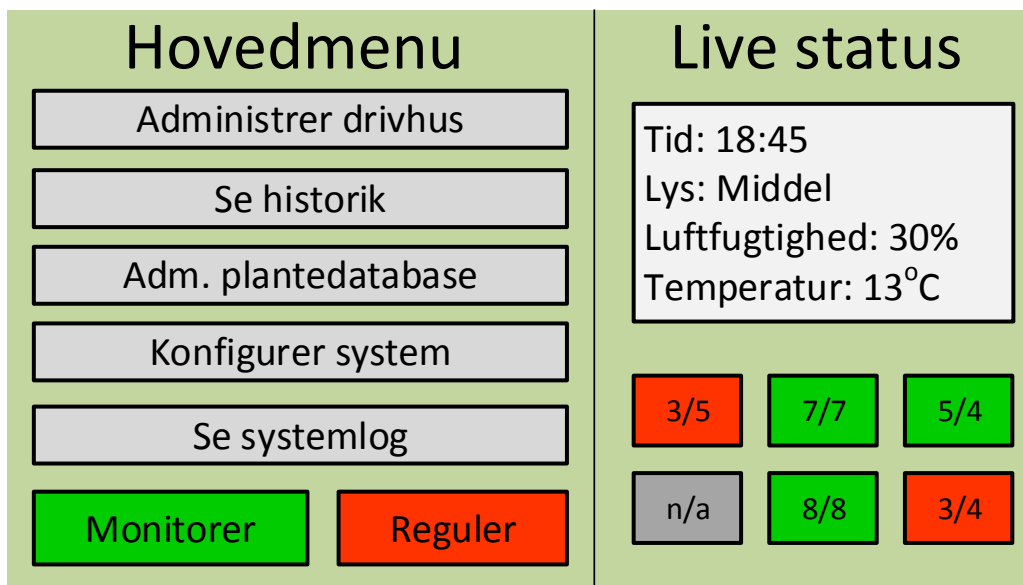 Hovedmenu
Administrer drivhus
Se historik
Adm. plantedatabase
Konfigurer system
Se systemlog
Monitorer
Reguler
Live status
Tid: 18:45
Lys: Middel
Luftfugtighed: 30%
Temperatur: 13°C
3/5
7/7
5/4
n/a
8/8
3/4